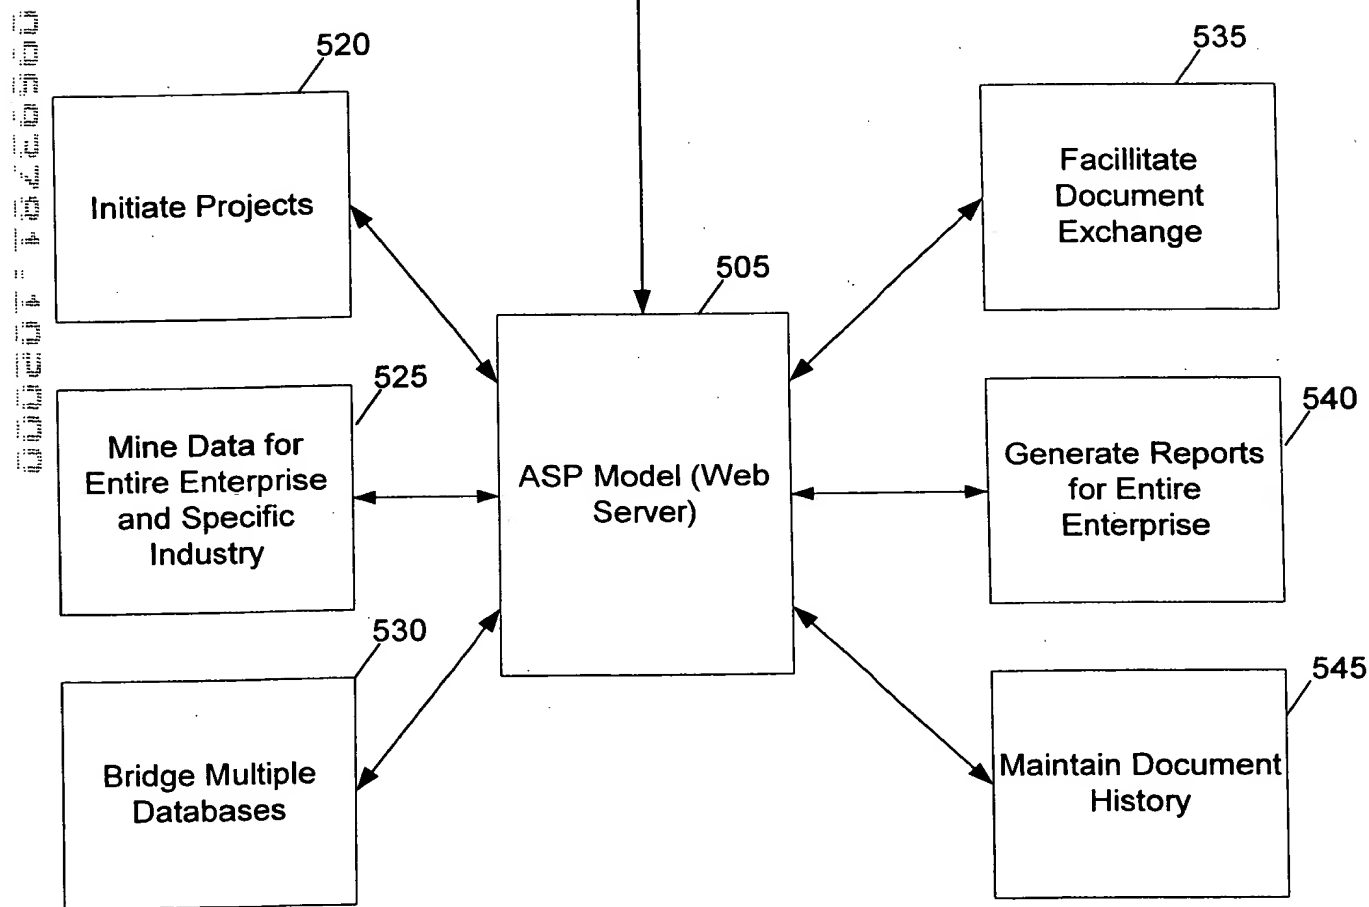 520
Initiate Projects
525
Mine Data for
Entire Enterprise
and Specific
Industry
530
Bridge Multiple
Databases
505
ASP Model (Web
Server)
535
Facillitate
Document
Exchange
540
Generate Reports
for Entire
Enterprise
545
Maintain Document
History